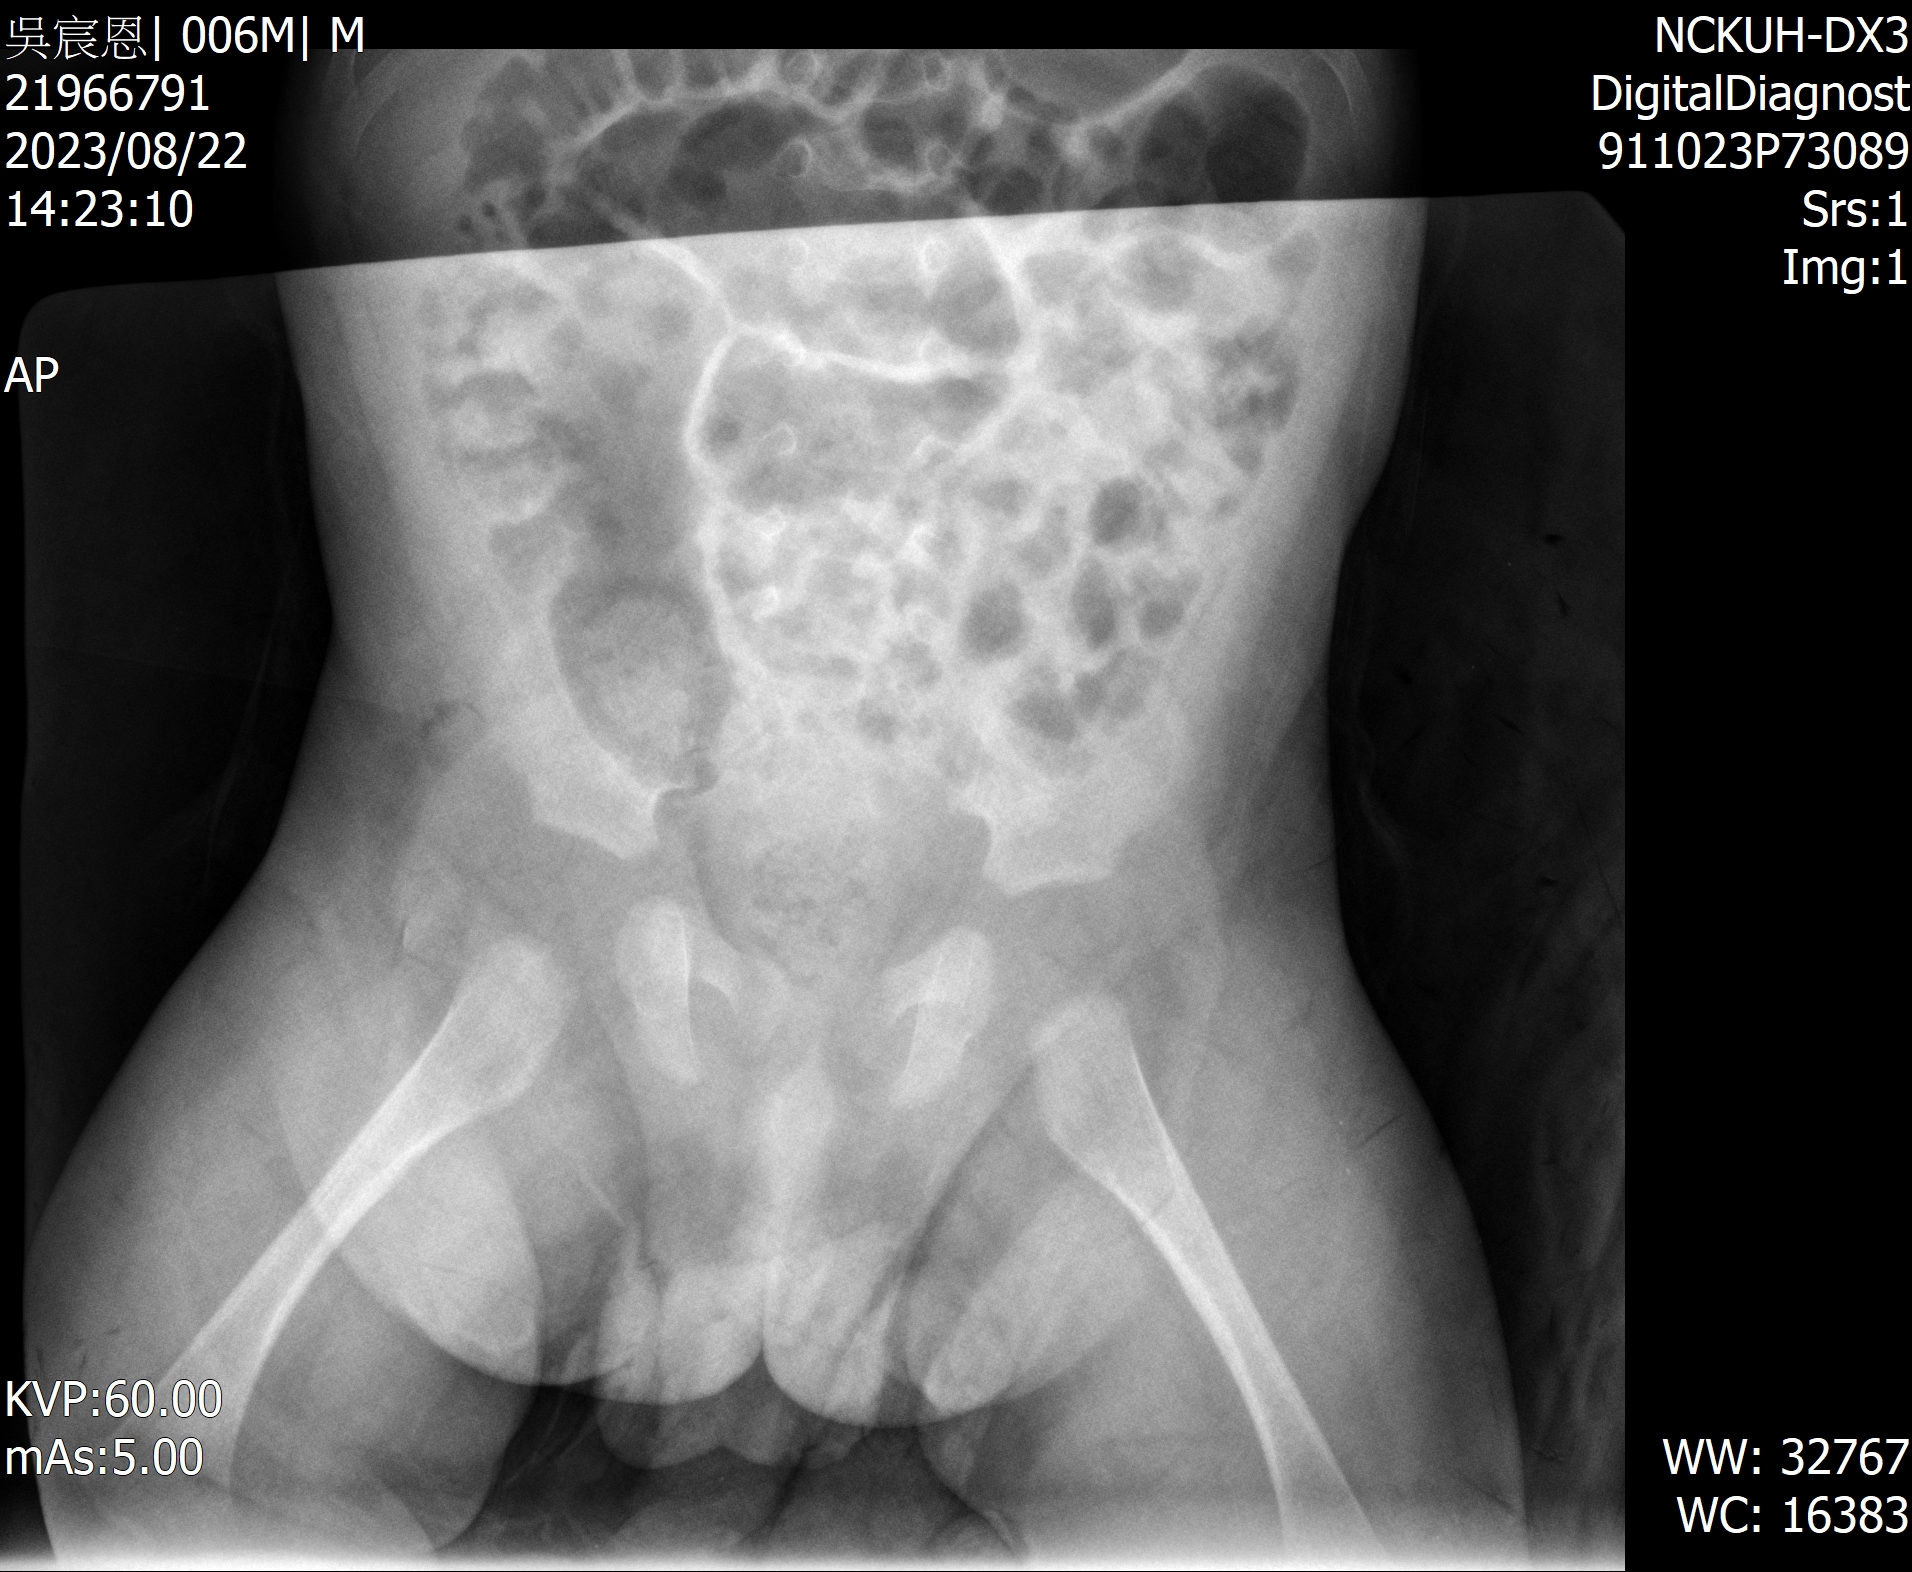 吳宸恩| 006M| M
21966791
2023/08/22
14:23:10
NCKUH-DX3
DigitalDiagnost
911023P73089
Srs:1
Img:1
AP
KVP:60.00
mAs:5.00
WW: 32767
WC: 16383